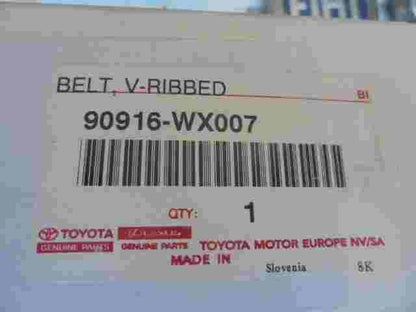 BELT, V-RIBBED BI
90916-WX007
QTY: 1
TOYOTA TOYOTA MOTOR EUROPE NV/SA
GENUINE PARTS GENUINE PARTS
MADE IN Slovenia 8K